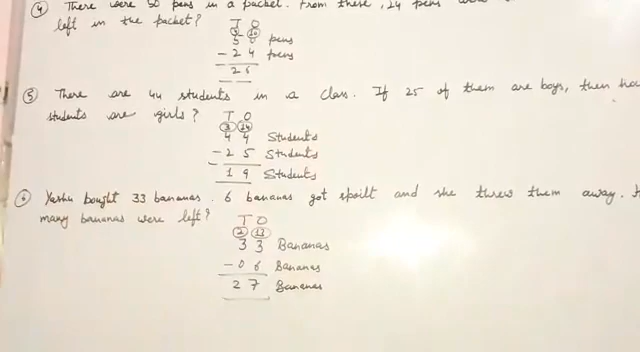 ④ There were 50 pens in a packet. From these, 24 pens
left in the packet?
T O
④ ⑩
5 0 pens
- 2 4 pens
2 6
⑤ There are 44 students in a class. If 25 of them are boys, then how
students are girls?
T O
③ ⑭
4 4 Students
- 2 5 Students
1 9 Students
⑥ Yashu bought 33 bananas. 6 bananas got spoilt and she threw them away.
many bananas were left?
T O
② ⑬
3 3 Bananas
- 0 6 Bananas
2 7 Bananas